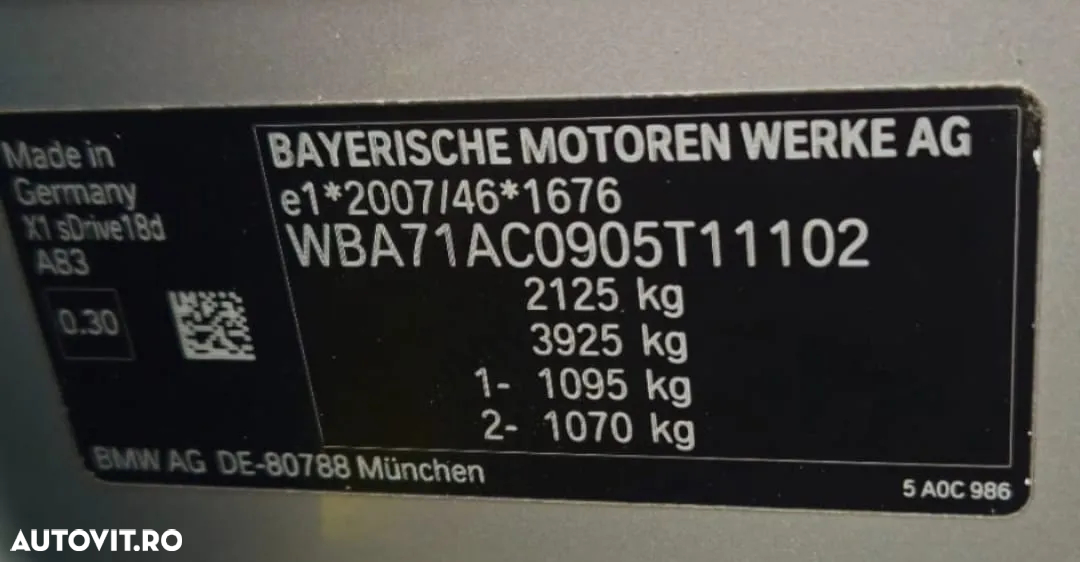 Made in
Germany
X1 sDrive18d
A83
0.30
BAYERISCHE MOTOREN WERKE AG
e1*2007/46*1676
WBA71AC0905T11102
2125 kg
3925 kg
1- 1095 kg
2- 1070 kg
BMW AG DE-80788 München
5 A0C 986
AUTOVIT.RO